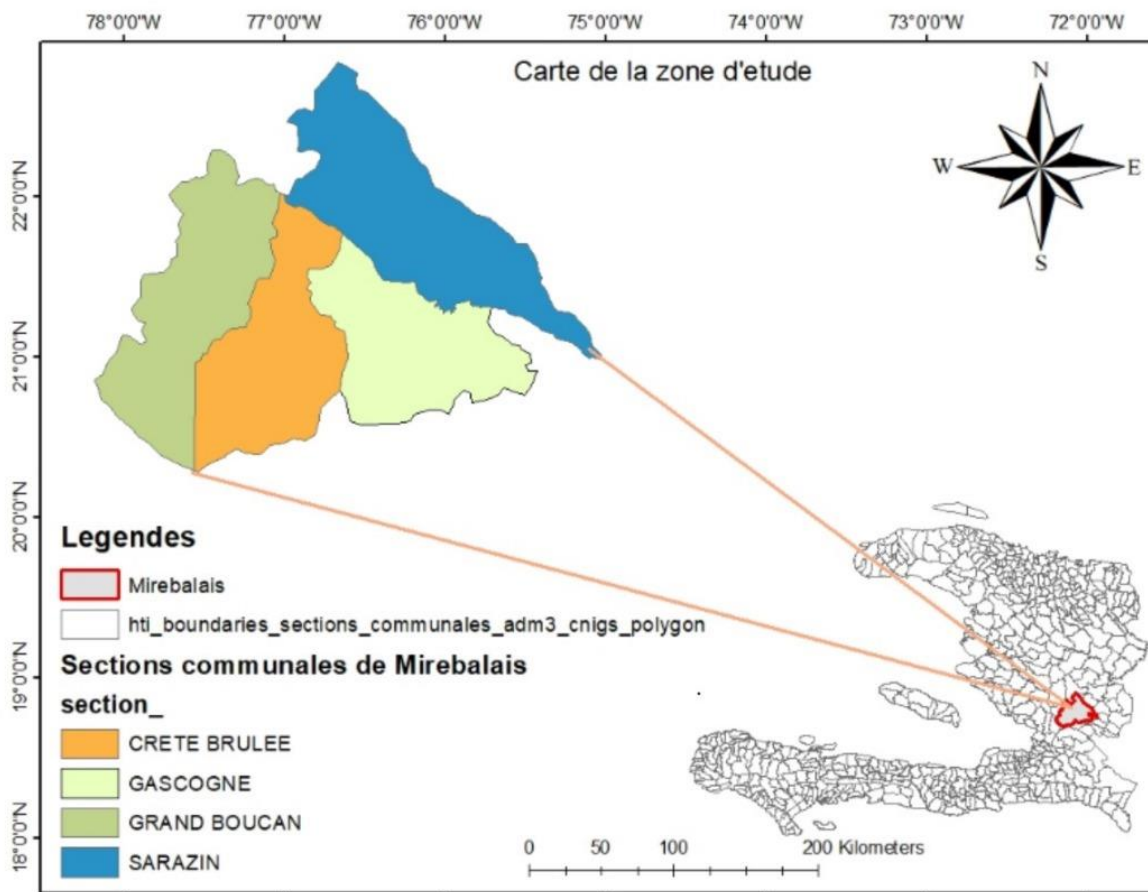 78°0'0"W 77°0'0"W 76°0'0"W 75°0'0"W 74°0'0"W 73°0'0"W 72°0'0"W
Carte de la zone d'etude
N
W E
S
22°0'0"N
21°0'0"N
20°0'0"N
19°0'0"N
18°0'0"N
Legendes
Mirebalais
hti_boundaries_sections_communales_adm3_cnigs_polygon
Sections communales de Mirebalais
section_
CRETE BRULEE
GASCOGNE
GRAND BOUCAN
SARAZIN
0 50 100 200 Kilometers